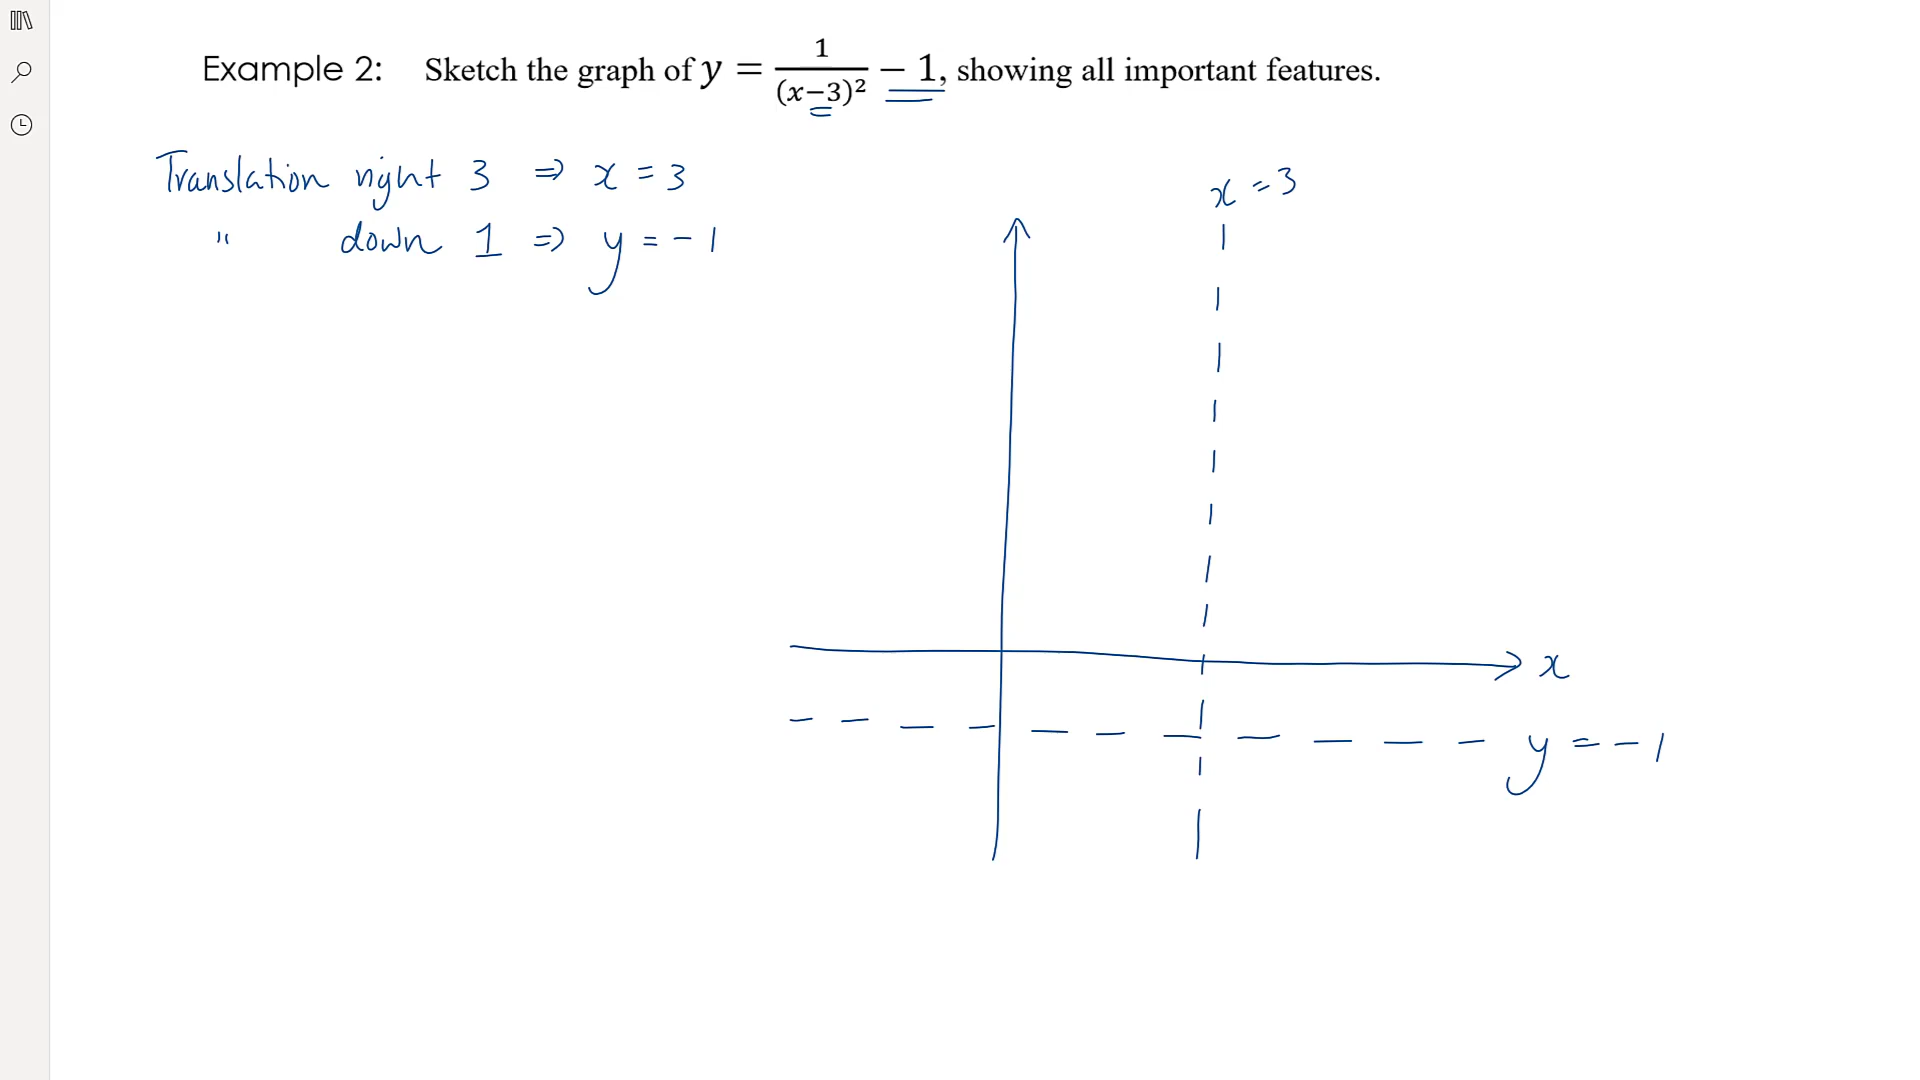 Example 2: Sketch the graph of y = 1/(x−3)² − 1, showing all important features.
Translation right 3 ⇒ x = 3
" down 1 ⇒ y = −1
x = 3
x
y = −1